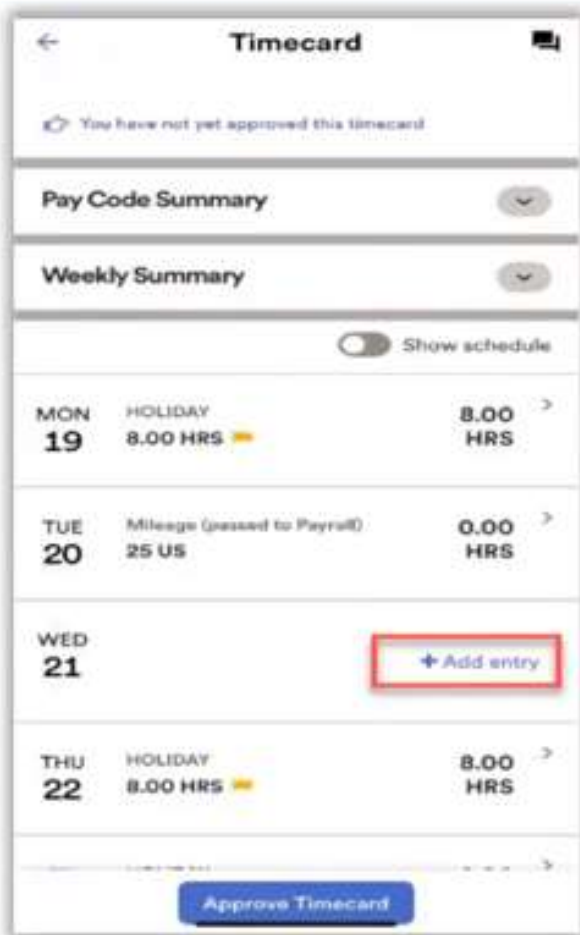 Timecard
You have not yet approved this timecard
Pay Code Summary
Weekly Summary
Show schedule
MON HOLIDAY 8.00
19 8.00 HRS HRS
TUE Mileage (passed to Payroll) 0.00
20 25 US HRS
WED
21 + Add entry
THU HOLIDAY 8.00
22 8.00 HRS HRS
Approve Timecard